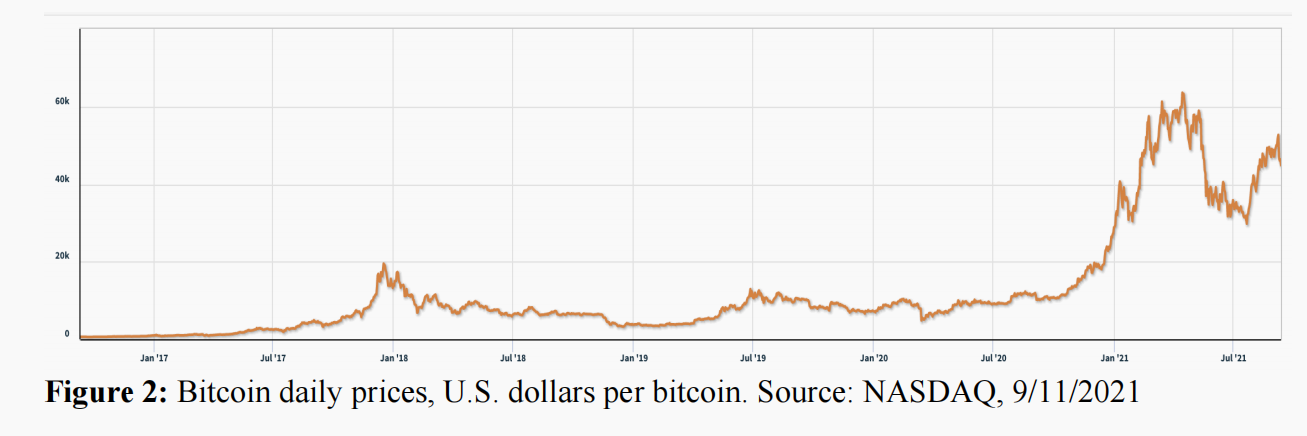 60k
40k
20k
0
Jan '17 Jul '17 Jan '18 Jul '18 Jan '19 Jul '19 Jan '20 Jul '20 Jan '21 Jul '21
Figure 2: Bitcoin daily prices, U.S. dollars per bitcoin. Source: NASDAQ, 9/11/2021